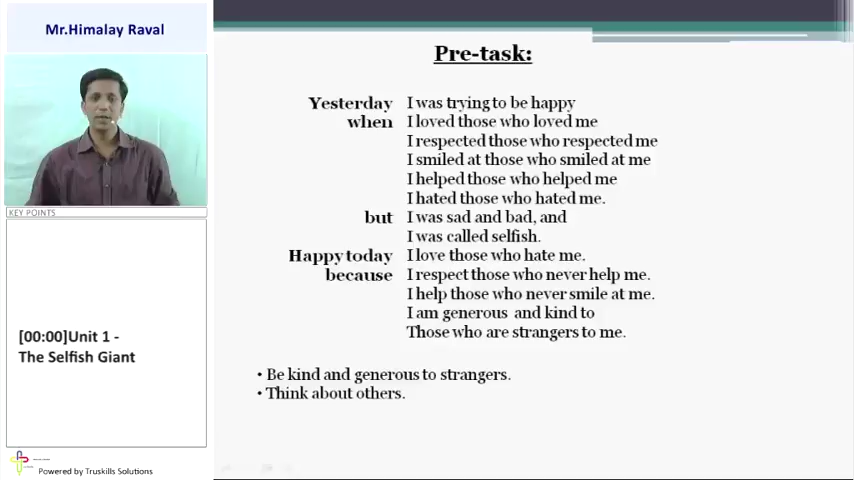 Mr.Himalay Raval
KEY POINTS
[00:00]Unit 1 -
The Selfish Giant
Powered by Truskills Solutions
Pre-task:
Yesterday I was trying to be happy
when I loved those who loved me
I respected those who respected me
I smiled at those who smiled at me
I helped those who helped me
I hated those who hated me.
but I was sad and bad, and
I was called selfish.
Happy today I love those who hate me.
because I respect those who never help me.
I help those who never smile at me.
I am generous and kind to
Those who are strangers to me.
• Be kind and generous to strangers.
• Think about others.